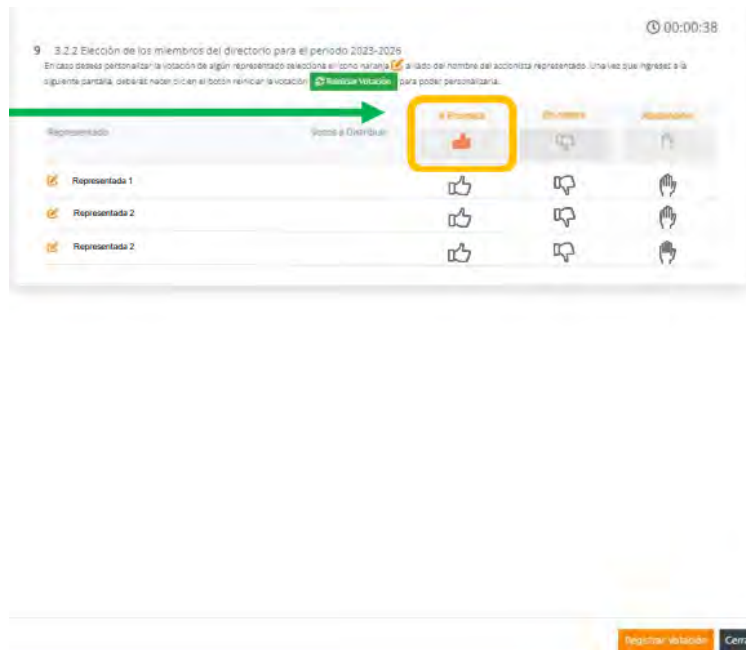 00:00:38
9 3.2.2 Elección de los miembros del directorio para el periodo 2023-2026
En caso desees personalizar la votación de algún representado selecciona el icono naranja al lado del nombre del accionista representado. Una vez que ingreses a la
siguiente pantalla, deberás hacer clic en el botón reiniciar la votación Reiniciar Votación para poder personalizarla.
Representado Votos a Distribuir A Favor En contra
Representada 1
Representada 2
Representada 2
Registrar Votación Cerra